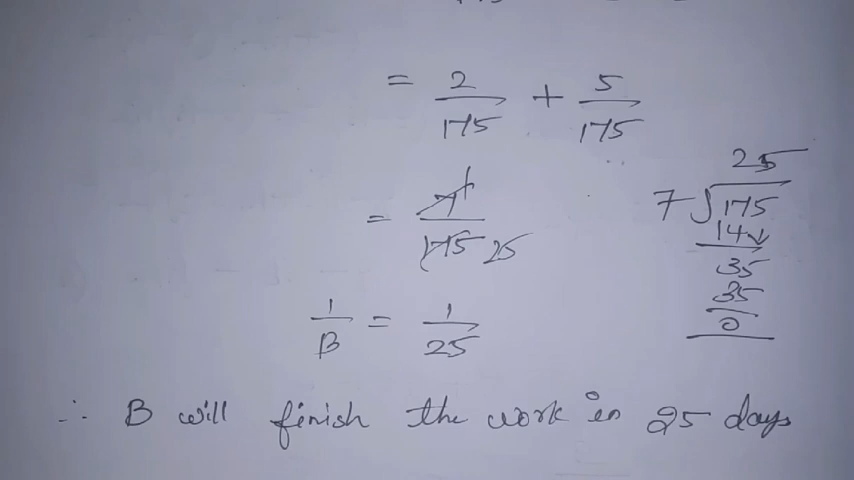 = 2/175 + 5/175
= 7 1/175 25
1/B = 1/25
∴ B will finish the work in 25 days
25
7 ) 175
14↓
35
35
0